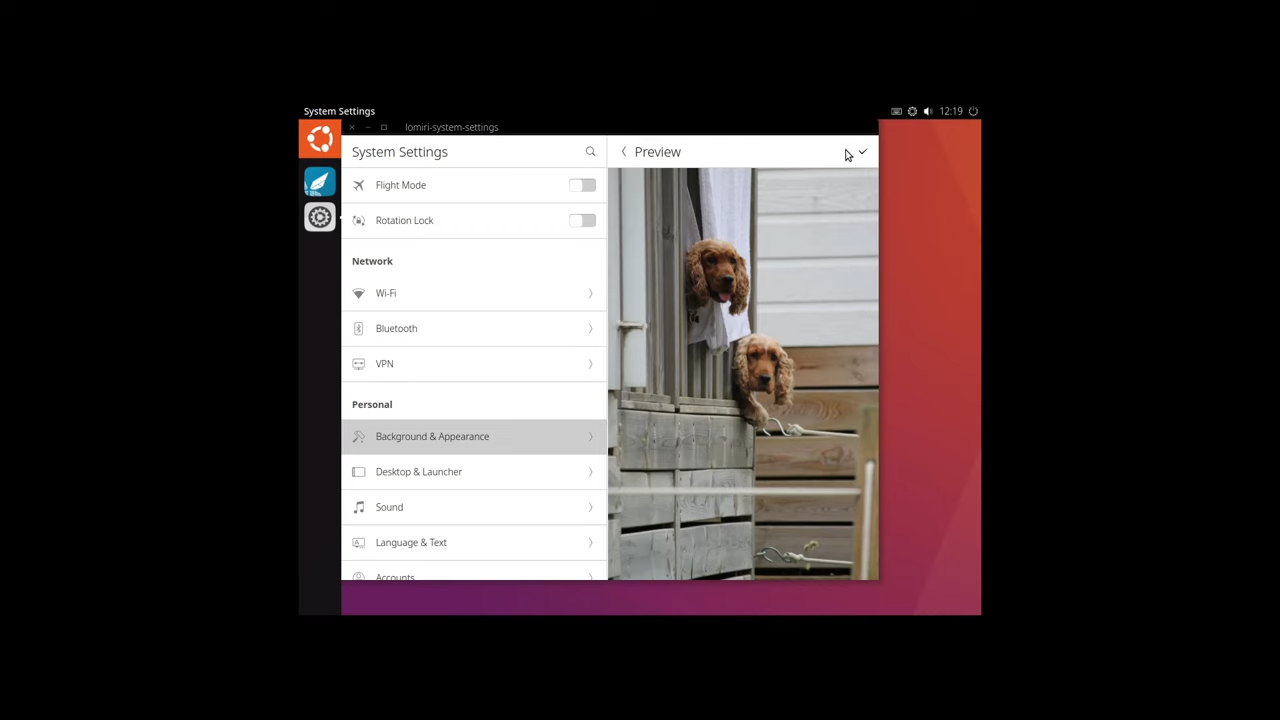 System Settings
12:19
lomiri-system-settings
System Settings
Preview
Flight Mode
Rotation Lock
Network
Wi-Fi
Bluetooth
VPN
Personal
Background & Appearance
Desktop & Launcher
Sound
Language & Text
Accounts